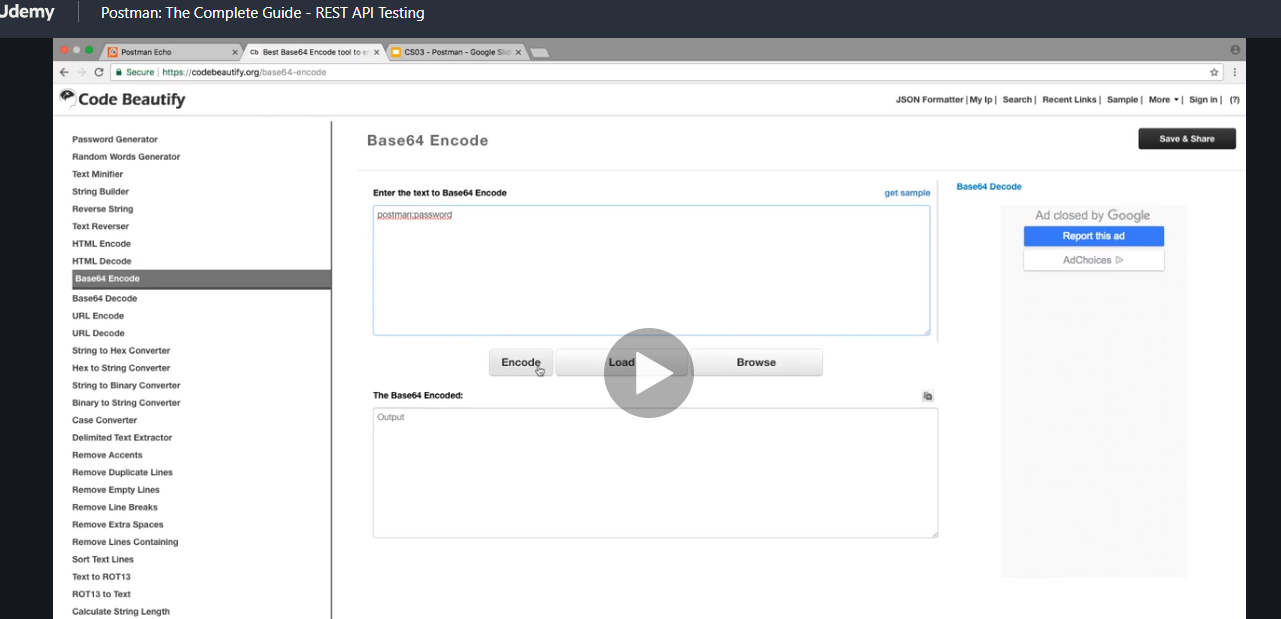 Udemy
Postman: The Complete Guide - REST API Testing
Postman Echo
Cb Best Base64 Encode tool to en
CS03 - Postman - Google Slid
Secure https://codebeautify.org/base64-encode
Code Beautify
JSON Formatter | My Ip | Search | Recent Links | Sample | More | Sign in | (?)
Password Generator
Random Words Generator
Text Minifier
String Builder
Reverse String
Text Reverser
HTML Encode
HTML Decode
Base64 Encode
Base64 Decode
URL Encode
URL Decode
String to Hex Converter
Hex to String Converter
String to Binary Converter
Binary to String Converter
Case Converter
Delimited Text Extractor
Remove Accents
Remove Duplicate Lines
Remove Empty Lines
Remove Line Breaks
Remove Extra Spaces
Remove Lines Containing
Sort Text Lines
Text to ROT13
ROT13 to Text
Calculate String Length
Base64 Encode
Save & Share
Enter the text to Base64 Encode
get sample
postman:password
Encode
Load
Browse
The Base64 Encoded:
Output
Base64 Decode
Ad closed by Google
Report this ad
AdChoices